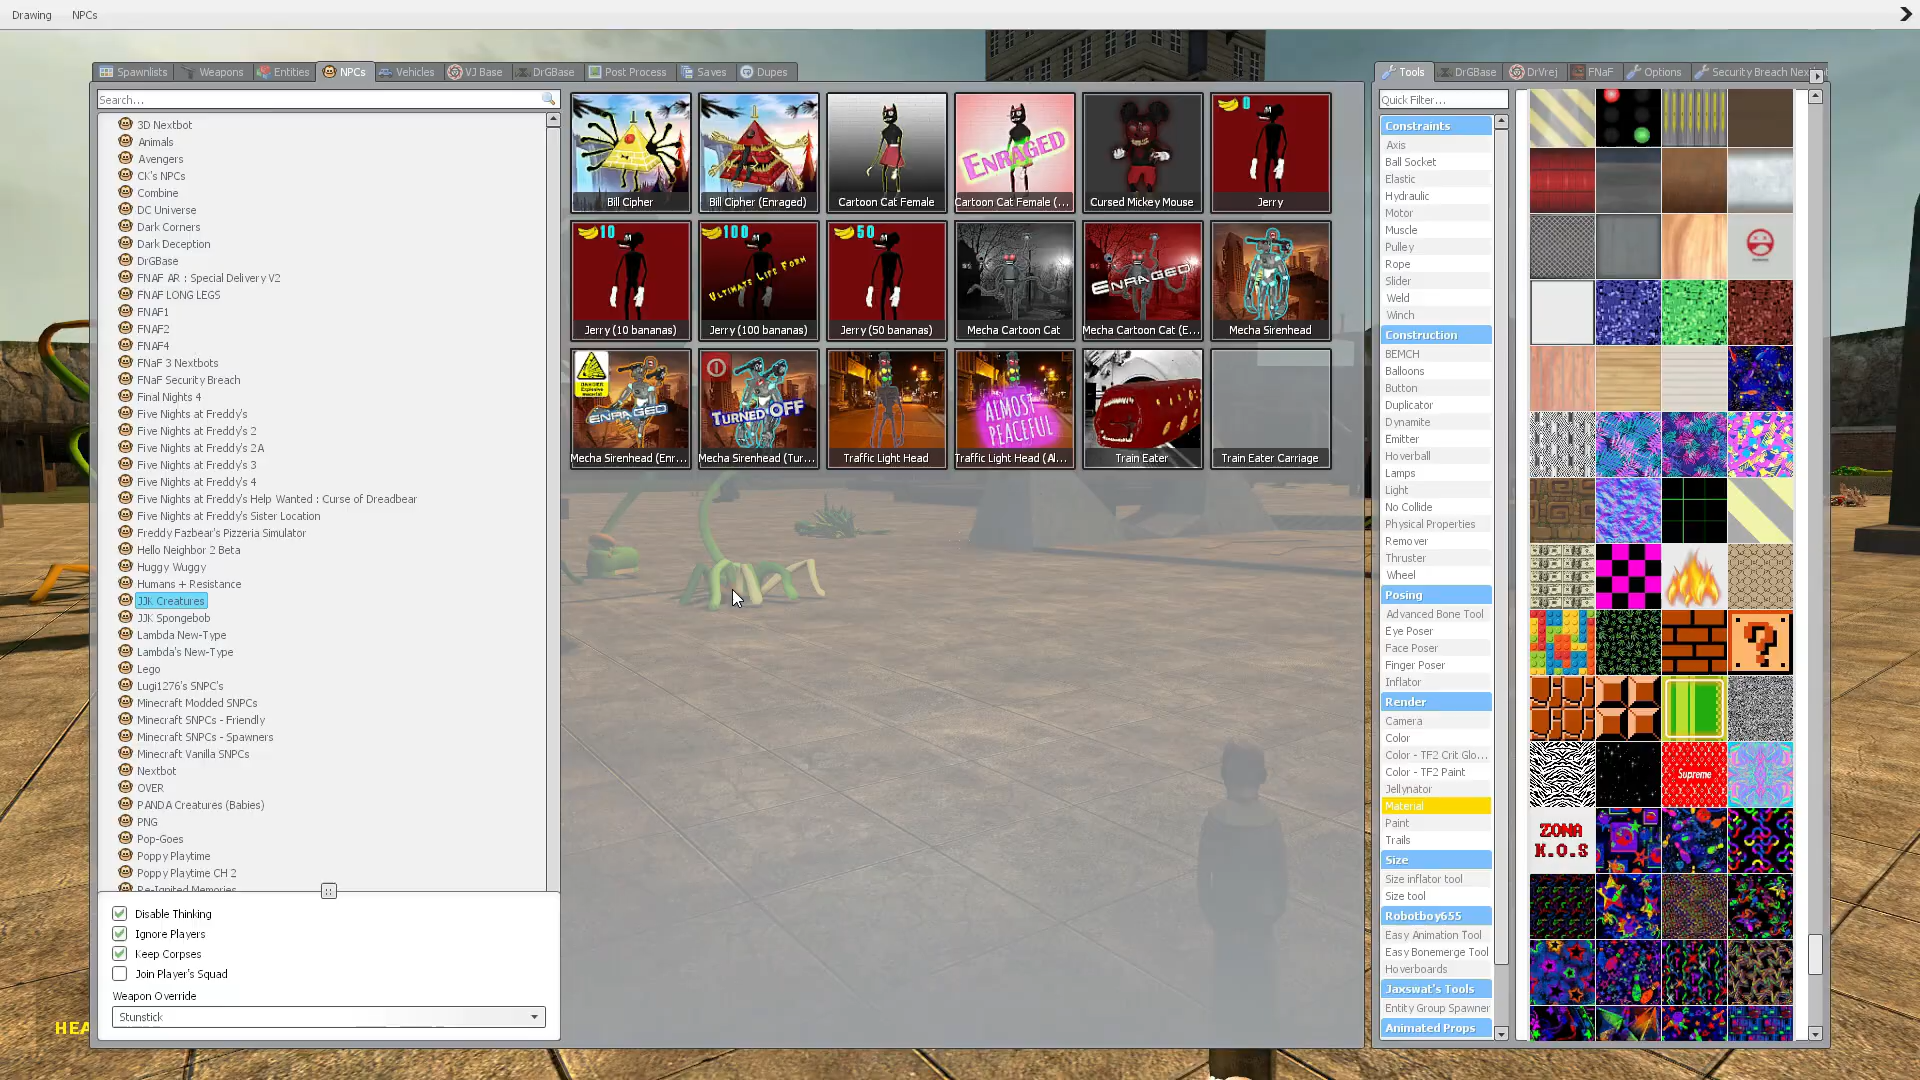 Drawing NPCs
Spawnlists Weapons Entities NPCs Vehicles VJ Base DrGBase Post Process Saves Dupes
Tools DrGBase DrVrej FNaF Options Security Breach
Search...
3D Nextbot
Animals
Avengers
CK's NPCs
Combine
DC Universe
Dark Corners
Dark Deception
DrGBase
FNAF AR : Special Delivery V2
FNAF LONG LEGS
FNAF1
FNAF2
FNAF4
FNaF 3 Nextbots
FNaF Security Breach
Final Nights 4
Five Nights at Freddy's
Five Nights at Freddy's 2
Five Nights at Freddy's 2A
Five Nights at Freddy's 3
Five Nights at Freddy's 4
Five Nights at Freddy's Help Wanted : Curse of Dreadbear
Five Nights at Freddy's Sister Location
Freddy Fazbear's Pizzeria Simulator
Hello Neighbor 2 Beta
Huggy Wuggy
Humans + Resistance
JJK Creatures
JJK Spongebob
Lambda New-Type
Lambda's New-Type
Lego
Lugi1276's SNPC's
Minecraft Modded SNPCs
Minecraft SNPCs - Friendly
Minecraft SNPCs - Spawners
Minecraft Vanilla SNPCs
Nextbot
OVER
PANDA Creatures (Babies)
PNG
Pop-Goes
Poppy Playtime
Poppy Playtime CH 2
Re-Ignited Memories
Disable Thinking
Ignore Players
Keep Corpses
Join Player's Squad
Weapon Override
Stunstick
HEA
ENRAGED
0
Bill Cipher
Bill Cipher (Enraged)
Cartoon Cat Female
Cartoon Cat Female (...
Cursed Mickey Mouse
Jerry
10
100
50
ULTIMATE LIFE FORM
ENRAGED
Jerry (10 bananas)
Jerry (100 bananas)
Jerry (50 bananas)
Mecha Cartoon Cat
Mecha Cartoon Cat (E...
Mecha Sirenhead
DANGER
ENRAGED
TURNED OFF
ALMOST
PEACEFUL
Mecha Sirenhead (Enr...
Mecha Sirenhead (Tur...
Traffic Light Head
Traffic Light Head (Al...
Train Eater
Train Eater Carriage
Quick Filter...
Constraints
Axis
Ball Socket
Elastic
Hydraulic
Motor
Muscle
Pulley
Rope
Slider
Weld
Winch
Construction
BEMCH
Balloons
Button
Duplicator
Dynamite
Emitter
Hoverball
Lamps
Light
No Collide
Physical Properties
Remover
Thruster
Wheel
Posing
Advanced Bone Tool
Eye Poser
Face Poser
Finger Poser
Inflator
Render
Camera
Color
Color - TF2 Crit Glo...
Color - TF2 Paint
Jellynator
Material
Paint
Trails
Size
Size inflator tool
Size tool
Robotboy655
Easy Animation Tool
Easy Bonemerge Tool
Hoverboards
Jaxswat's Tools
Entity Group Spawner
Animated Props
?
Supreme
ZONA
K.O.S